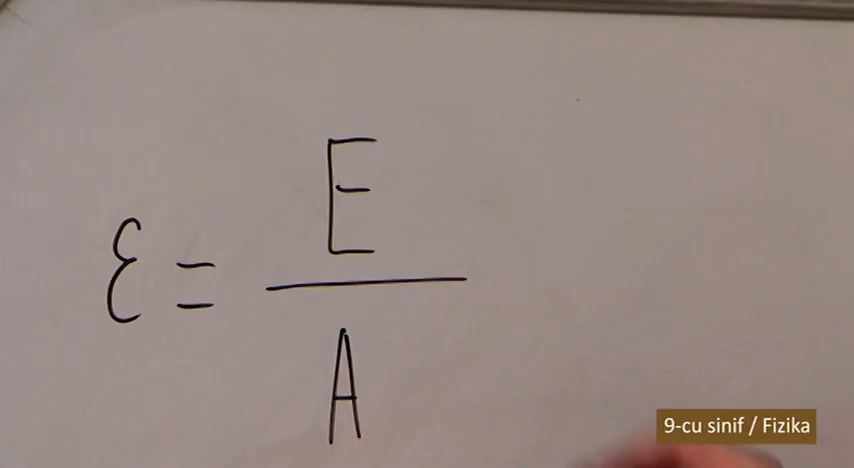 ε = E / A
9-cu sinif / Fizika